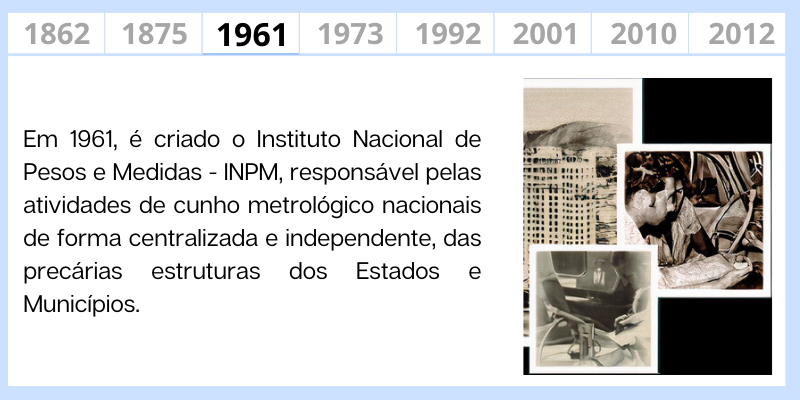 1862 1875 1961 1973 1992 2001 2010 2012
Em 1961, é criado o Instituto Nacional de
Pesos e Medidas - INPM, responsável pelas
atividades de cunho metrológico nacionais
de forma centralizada e independente, das
precárias estruturas dos Estados e
Municípios.